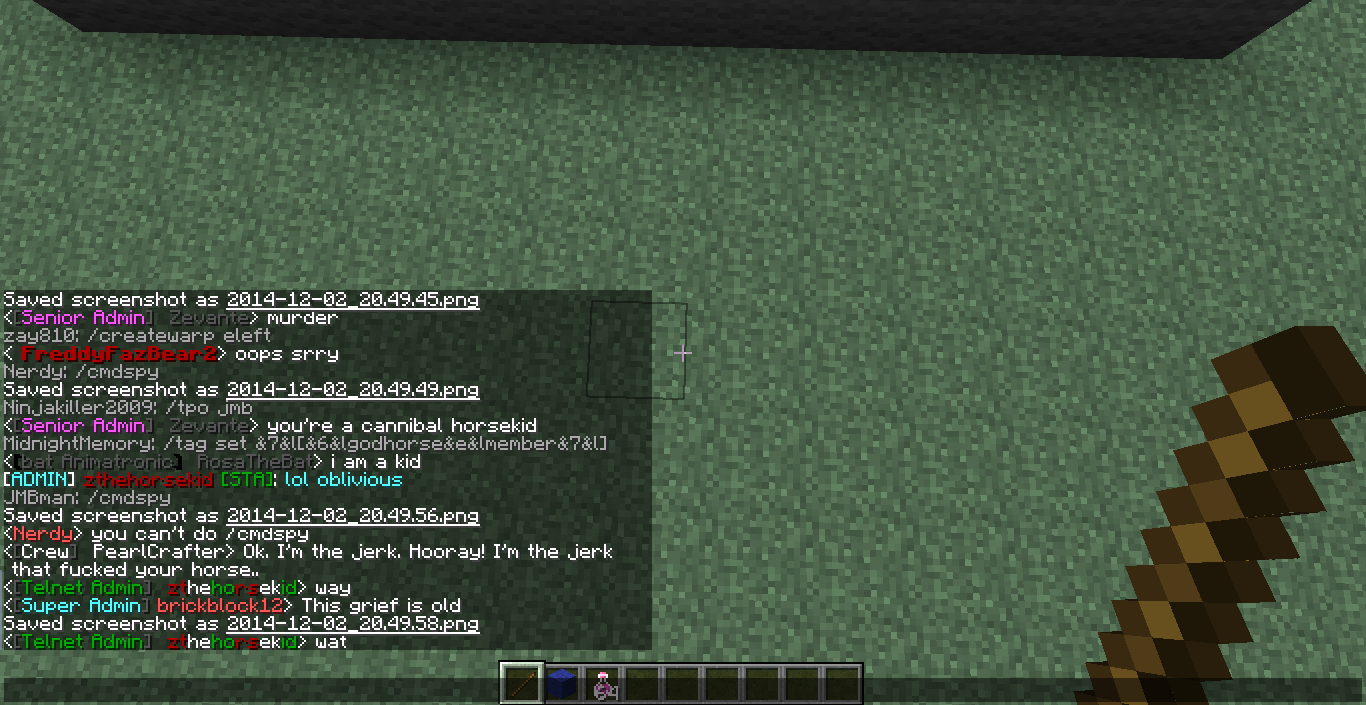 Saved screenshot as 2014-12-02_20.49.45.png
<[Senior Admin] Zevante> murder
zay810: /createwarp eleft
< FreddyFazBear2> oops srry
Nerdy: /cmdspy
Saved screenshot as 2014-12-02_20.49.49.png
Ninjakiller2009: /tpo jmb
<[Senior Admin] Zevante> you're a cannibal horsekid
MidnightMemory: /tag set &7&l[&6&lgodhorse&e&lmember&7&l]
<[bat Animatronic] RosaTheBat> i am a kid
[ADMIN] zthehorsekid [STA]: lol oblivious
JMBman: /cmdspy
Saved screenshot as 2014-12-02_20.49.56.png
<Nerdy> you can't do /cmdspy
<[Crew] PearlCrafter> Ok. I'm the jerk. Hooray! I'm the jerk
that fucked your horse..
<[Telnet Admin] zthehorsekid> way
<[Super Admin] brickblock12> This grief is old
Saved screenshot as 2014-12-02_20.49.58.png
<[Telnet Admin] zthehorsekid> wat
64